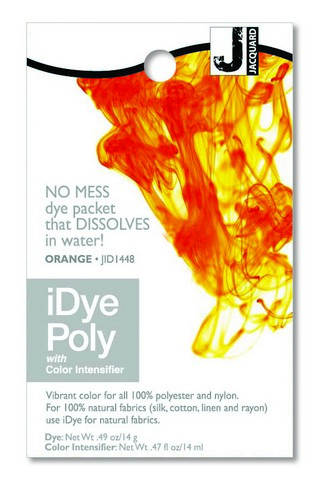 J
JACQUARD
NO MESS
dye packet
that DISSOLVES
in water!
ORANGE • JID1448
iDye
Poly
with
Color Intensifier
Vibrant color for all 100% polyester and nylon.
For 100% natural fabrics (silk, cotton, linen and rayon)
use iDye for natural fabrics.
Dye: Net Wt .49 oz/14 g
Color Intensifier: Net Wt .47 fl oz/14 ml